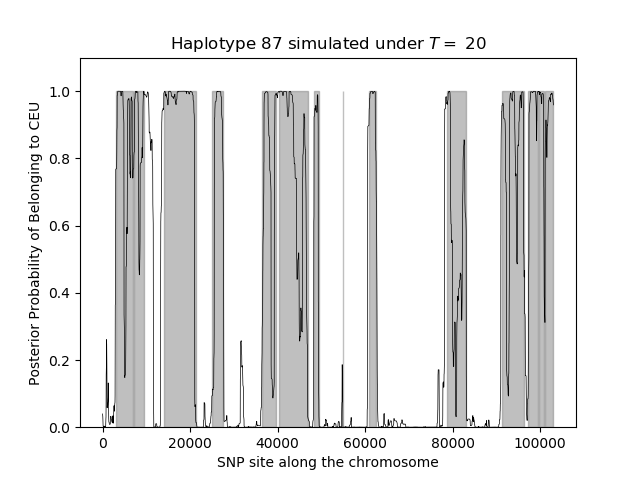 Haplotype 87 simulated under T = 20
Posterior Probability of Belonging to CEU
1.0
0.8
0.6
0.4
0.2
0.0
0 20000 40000 60000 80000 100000
SNP site along the chromosome